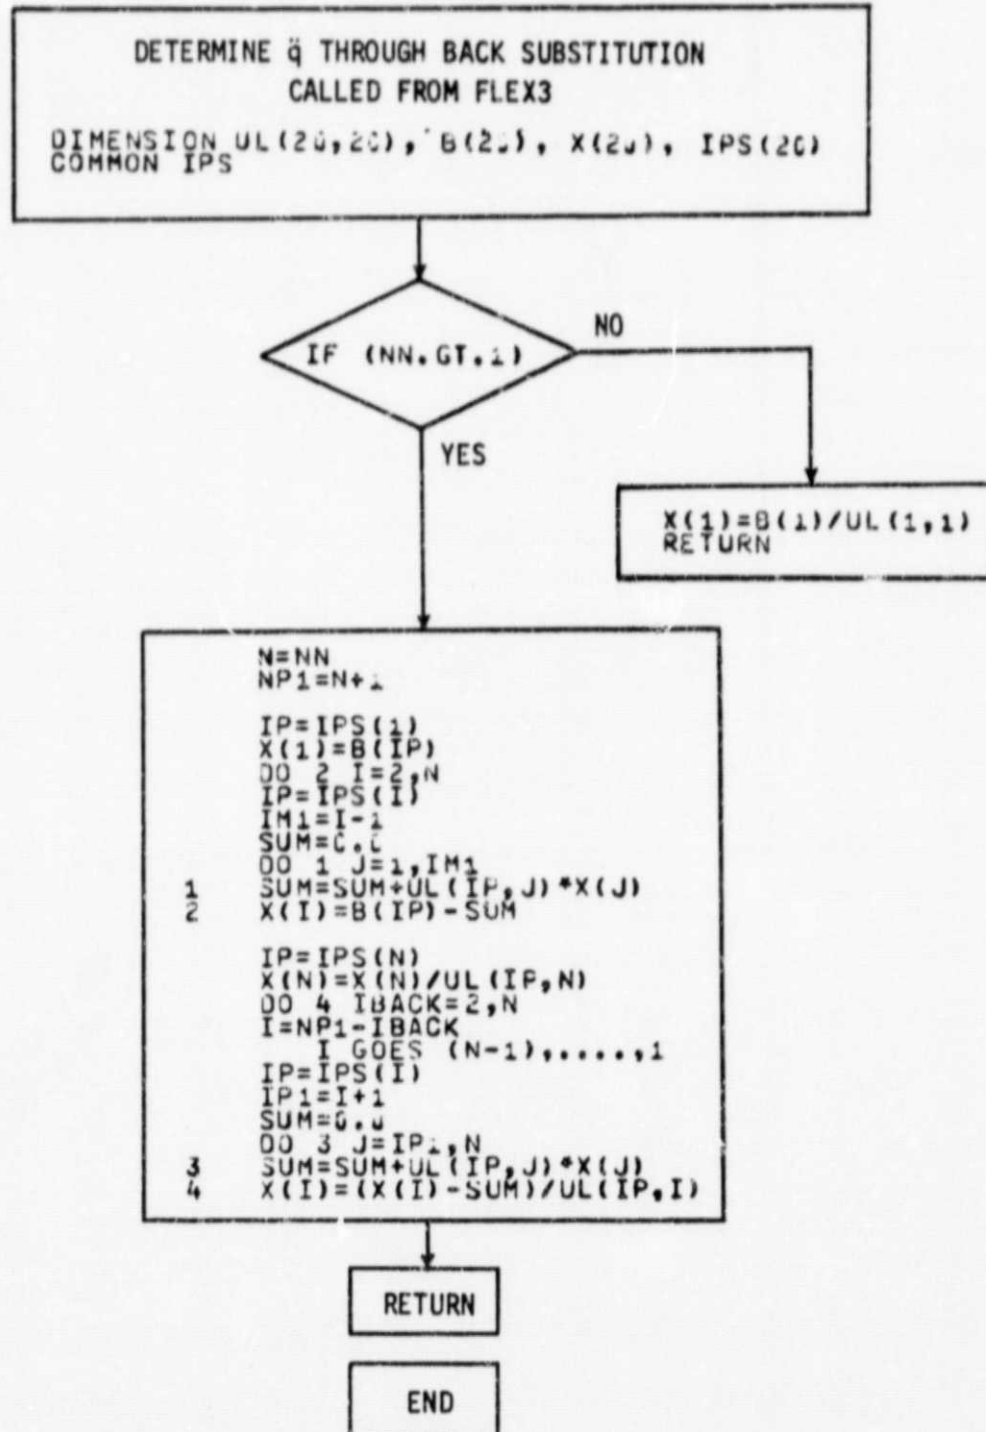 DETERMINE q̈ THROUGH BACK SUBSTITUTION
CALLED FROM FLEX3
DIMENSION UL(20,20), B(20), X(20), IPS(20)
COMMON IPS
IF (NN.GT.1)
NO
YES
X(1)=B(1)/UL(1,1)
RETURN
N=NN
NP1=N+1
IP=IPS(1)
X(1)=B(IP)
DO 2 I=2,N
IP=IPS(I)
IM1=I-1
SUM=0.0
DO 1 J=1,IM1
1 SUM=SUM+UL(IP,J)*X(J)
2 X(I)=B(IP)-SUM
IP=IPS(N)
X(N)=X(N)/UL(IP,N)
DO 4 IBACK=2,N
I=NP1-IBACK
I GOES (N-1),.....,1
IP=IPS(I)
IP1=I+1
SUM=0.0
DO 3 J=IP1,N
3 SUM=SUM+UL(IP,J)*X(J)
4 X(I)=(X(I)-SUM)/UL(IP,I)
RETURN
END